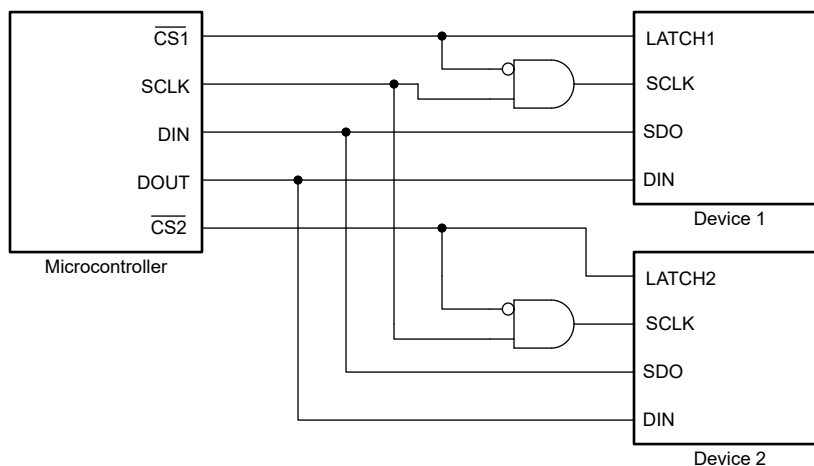 CS1
SCLK
DIN
DOUT
CS2
Microcontroller
LATCH1
SCLK
SDO
DIN
Device 1
LATCH2
SCLK
SDO
DIN
Device 2